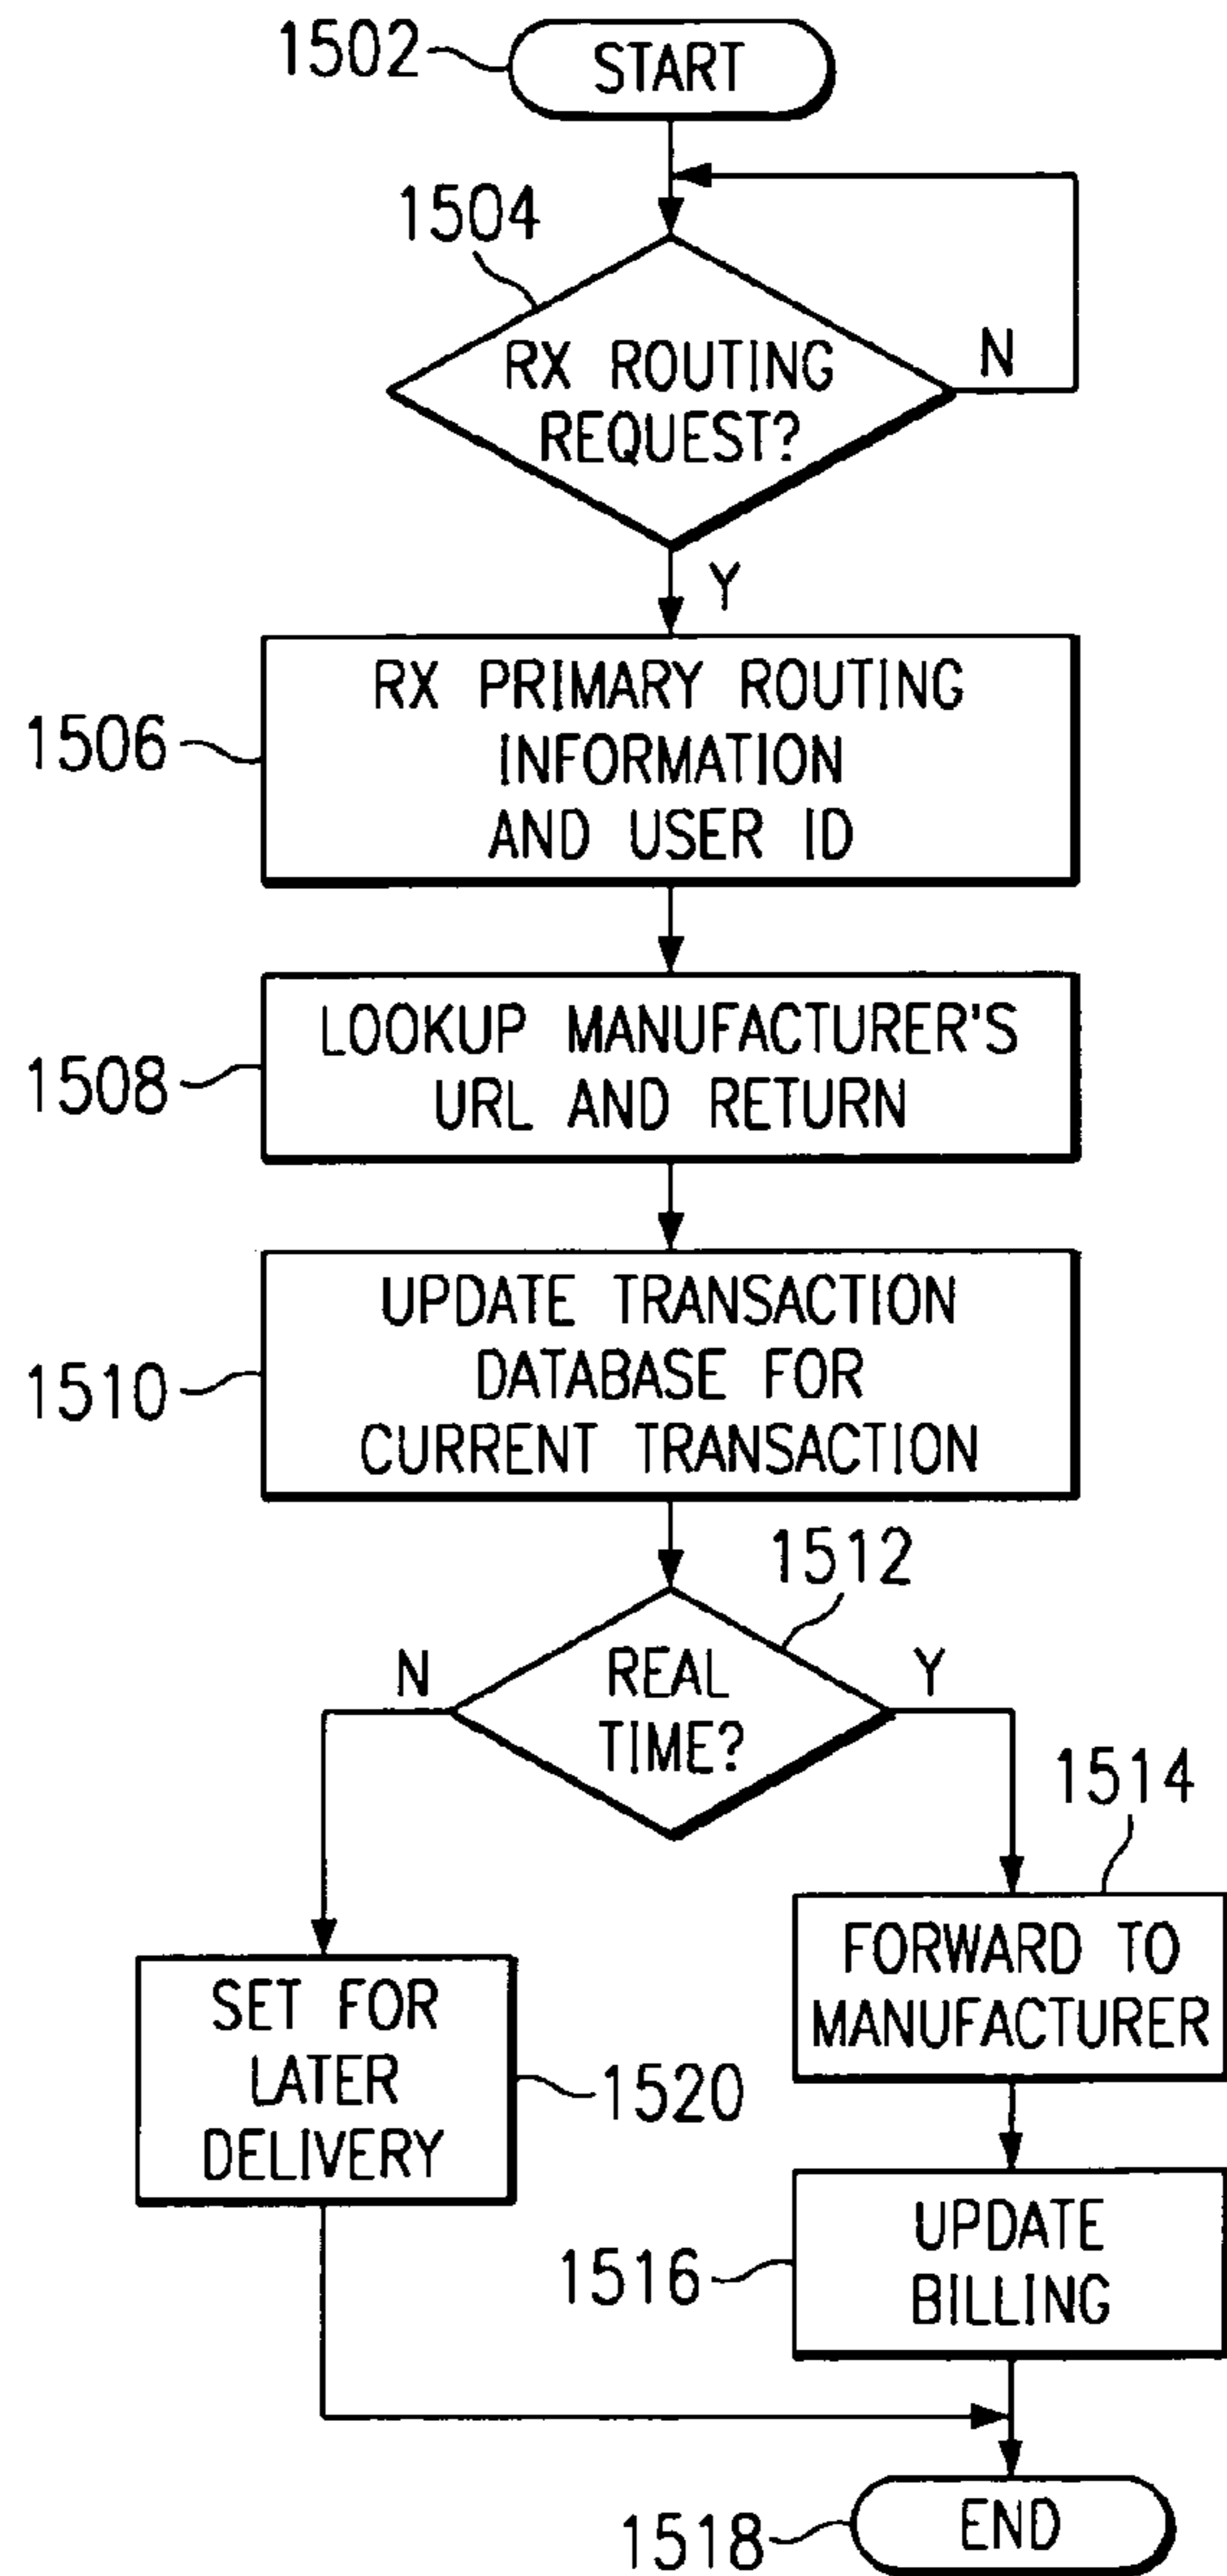 1502
START
1504
RX ROUTING
REQUEST?
N
Y
RX PRIMARY ROUTING
INFORMATION
AND USER ID
1506
LOOKUP MANUFACTURER'S
URL AND RETURN
1508
UPDATE TRANSACTION
DATABASE FOR
CURRENT TRANSACTION
1510
1512
N
REAL
TIME?
Y
1514
FORWARD TO
MANUFACTURER
SET FOR
LATER
DELIVERY
1520
UPDATE
BILLING
1516
END
1518